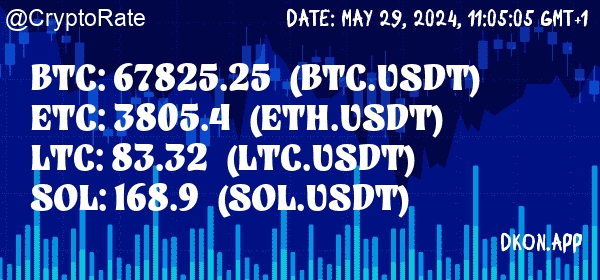 @CryptoRate
DATE: MAY 29, 2024, 11:05:05 GMT+1
BTC: 67825.25 (BTC.USDT)
ETC: 3805.4 (ETH.USDT)
LTC: 83.32 (LTC.USDT)
SOL: 168.9 (SOL.USDT)
DKON.APP